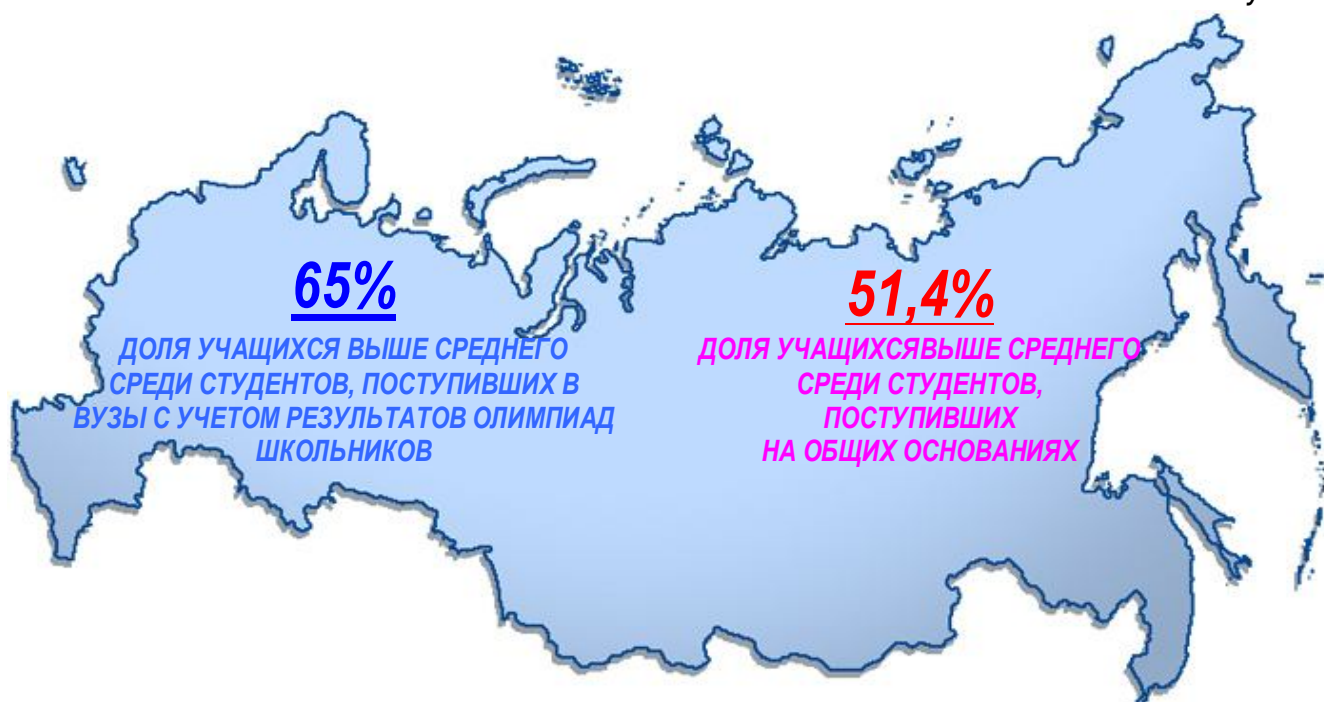 65%
ДОЛЯ УЧАЩИХСЯ ВЫШЕ СРЕДНЕГО
СРЕДИ СТУДЕНТОВ, ПОСТУПИВШИХ В
ВУЗЫ С УЧЕТОМ РЕЗУЛЬТАТОВ ОЛИМПИАД
ШКОЛЬНИКОВ
51,4%
ДОЛЯ УЧАЩИХСЯВЫШЕ СРЕДНЕГО
СРЕДИ СТУДЕНТОВ,
ПОСТУПИВШИХ
НА ОБЩИХ ОСНОВАНИЯХ